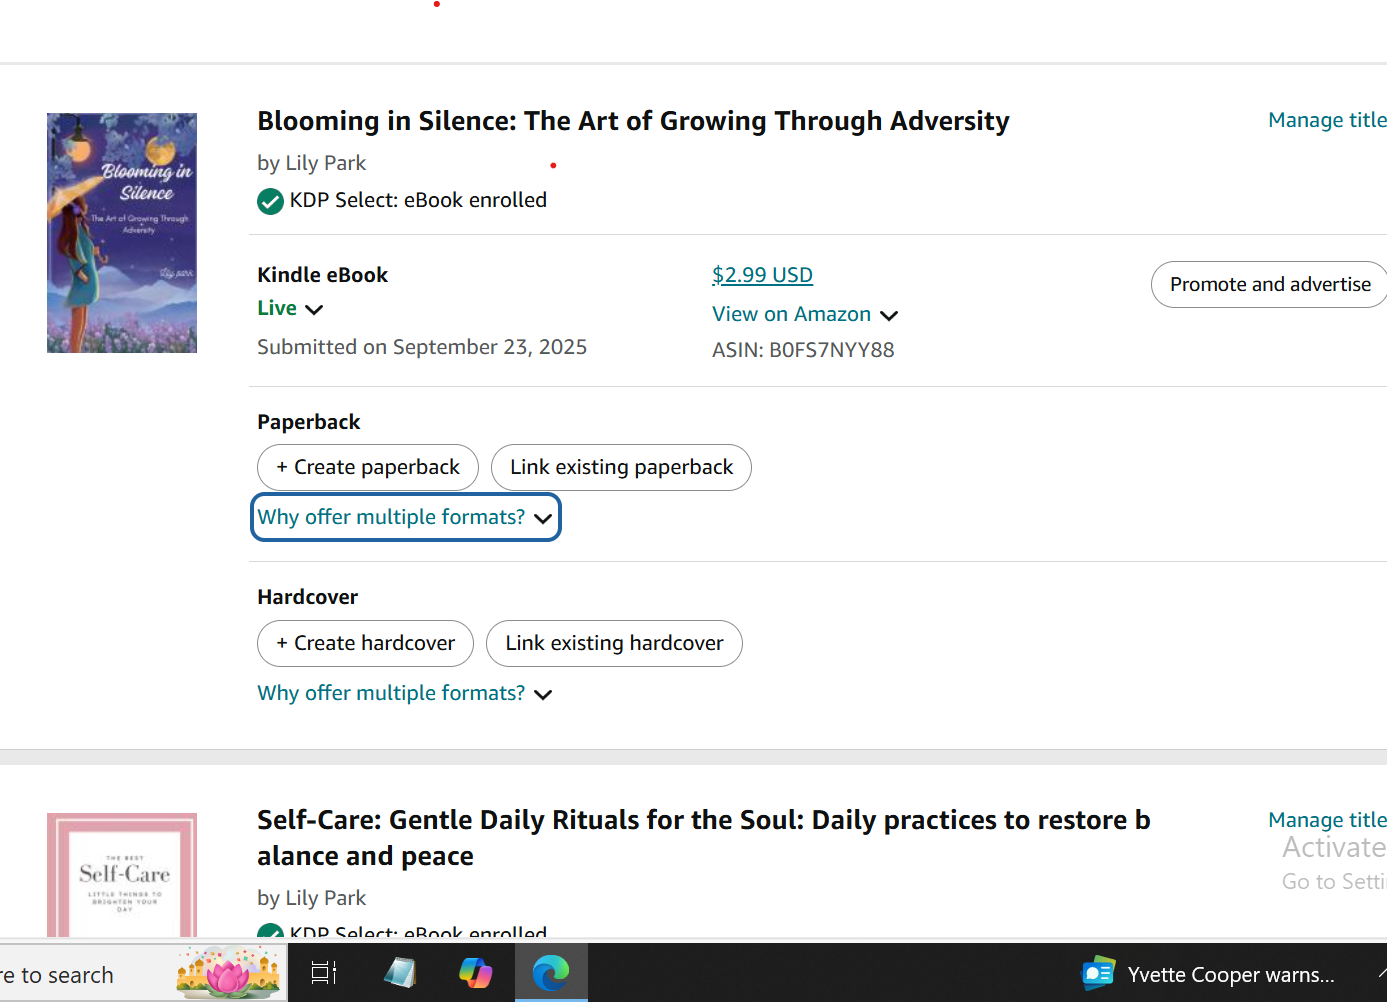 Blooming in Silence: The Art of Growing Through Adversity
Manage title
by Lily Park
KDP Select: eBook enrolled
Blooming in
Silence
The Art of Growing Through
Adversity
lily park
Kindle eBook
$2.99 USD
Promote and advertise
Live
View on Amazon
Submitted on September 23, 2025
ASIN: B0FS7NYY88
Paperback
+ Create paperback
Link existing paperback
Why offer multiple formats?
Hardcover
+ Create hardcover
Link existing hardcover
Why offer multiple formats?
Self-Care: Gentle Daily Rituals for the Soul: Daily practices to restore b
alance and peace
Manage title
Activate
Go to Setti
by Lily Park
KDP Select: eBook enrolled
THE BEST
Self-Care
LITTLE THINGS TO
BRIGHTEN YOUR
DAY
re to search
Yvette Cooper warns...